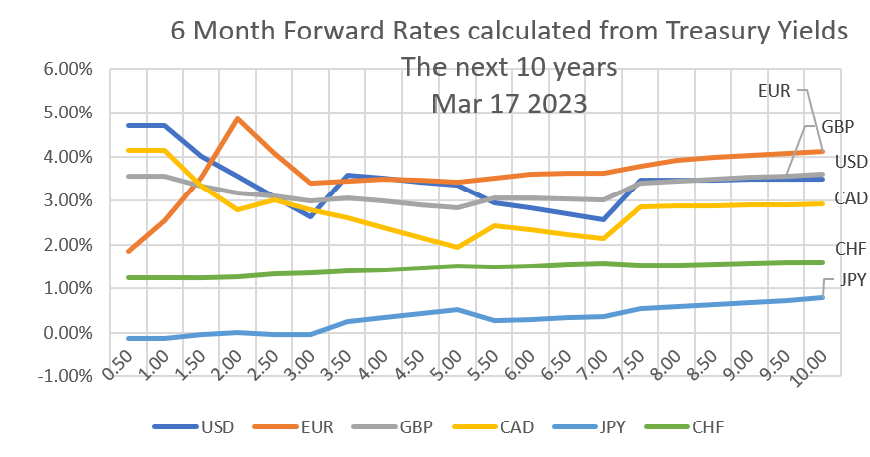 6 Month Forward Rates calculated from Treasury Yields
The next 10 years
Mar 17 2023
6.00%
5.00%
4.00%
3.00%
2.00%
1.00%
0.00%
-1.00%
EUR
GBP
USD
CAD
CHF
JPY
0.50 1.00 1.50 2.00 2.50 3.00 3.50 4.00 4.50 5.00 5.50 6.00 6.50 7.00 7.50 8.00 8.50 9.00 9.50 10.00
USD EUR GBP CAD JPY CHF